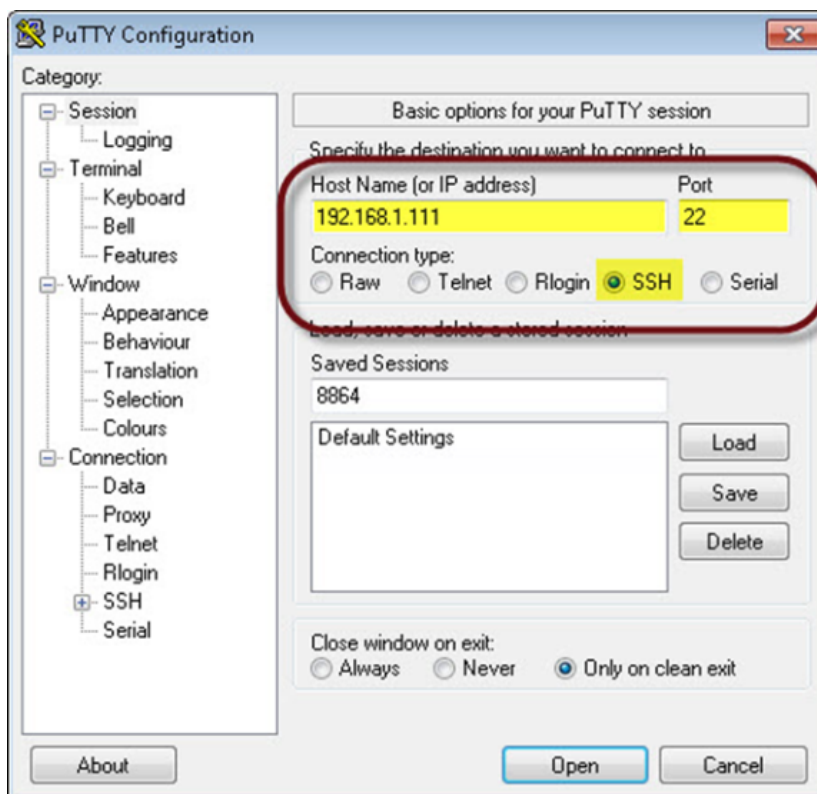 PuTTY Configuration
Category:
Session
Logging
Terminal
Keyboard
Bell
Features
Window
Appearance
Behaviour
Translation
Selection
Colours
Connection
Data
Proxy
Telnet
Rlogin
SSH
Serial
Basic options for your PuTTY session
Specify the destination you want to connect to
Host Name (or IP address) Port
192.168.1.111 22
Connection type:
Raw Telnet Rlogin SSH Serial
Load, save or delete a stored session
Saved Sessions
8864
Default Settings
Load
Save
Delete
Close window on exit:
Always Never Only on clean exit
About Open Cancel